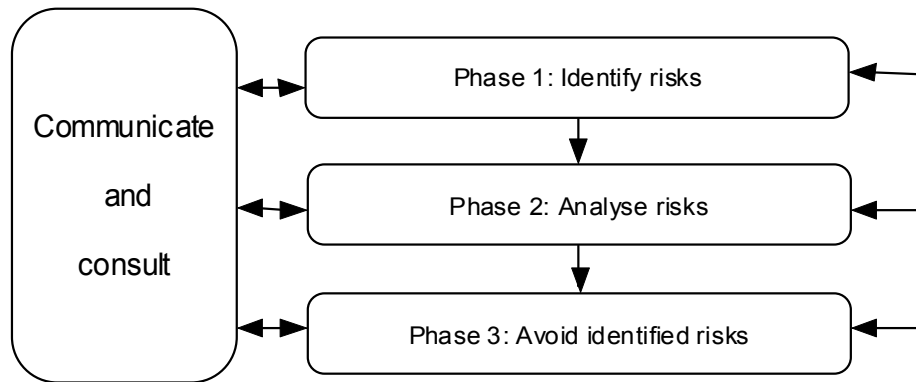 Communicate
and
consult
Phase 1: Identify risks
Phase 2: Analyse risks
Phase 3: Avoid identified risks